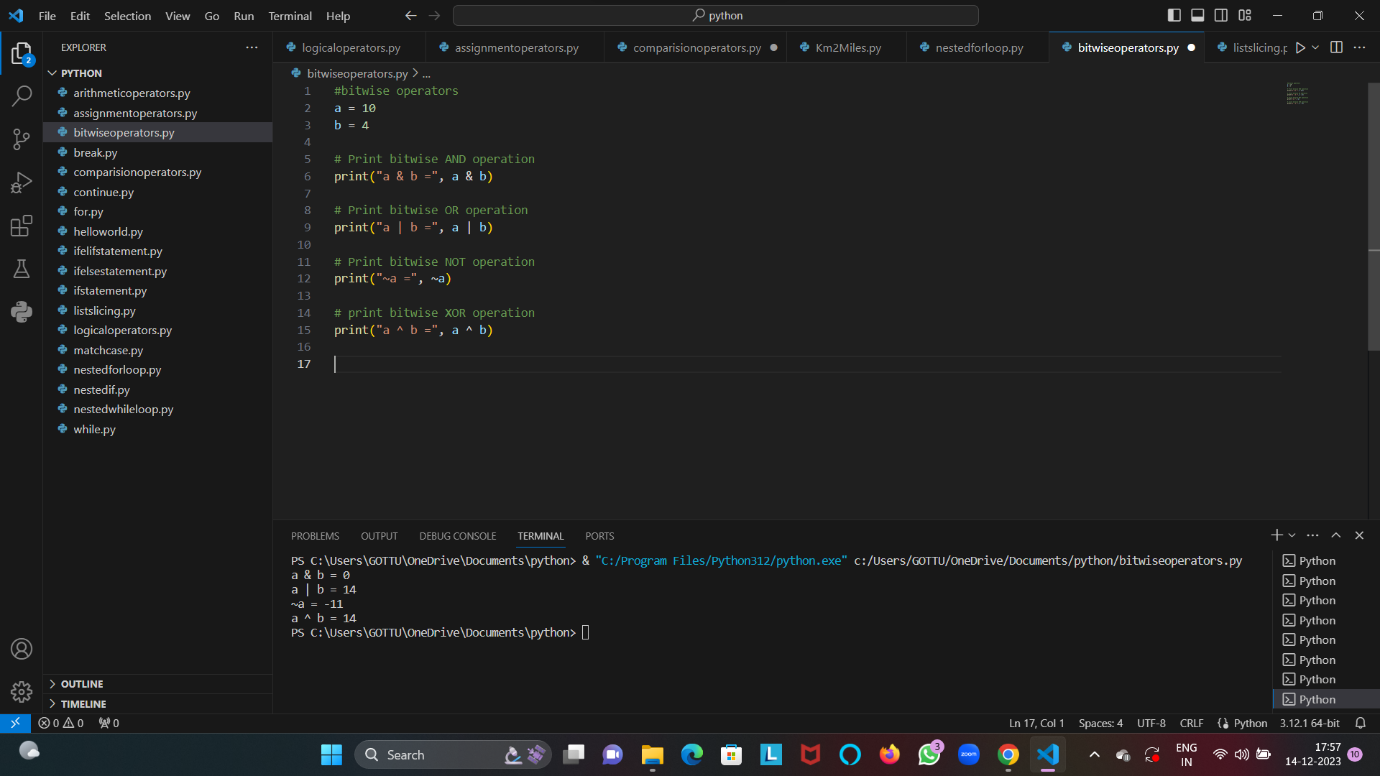 File Edit Selection View Go Run Terminal Help
python
EXPLORER
PYTHON
arithmeticoperators.py
assignmentoperators.py
bitwiseoperators.py
break.py
comparisionoperators.py
continue.py
for.py
helloworld.py
ifelifstatement.py
ifelsestatement.py
ifstatement.py
listslicing.py
logicaloperators.py
matchcase.py
nestedforloop.py
nestedif.py
nestedwhileloop.py
while.py
OUTLINE
TIMELINE
2
logicaloperators.py assignmentoperators.py comparisionoperators.py Km2Miles.py nestedforloop.py bitwiseoperators.py listslicing.p
bitwiseoperators.py > ...
1 #bitwise operators
2 a = 10
3 b = 4
4
5 # Print bitwise AND operation
6 print("a & b =", a & b)
7
8 # Print bitwise OR operation
9 print("a | b =", a | b)
10
11 # Print bitwise NOT operation
12 print("~a =", ~a)
13
14 # print bitwise XOR operation
15 print("a ^ b =", a ^ b)
16
17
PROBLEMS OUTPUT DEBUG CONSOLE TERMINAL PORTS
PS C:\Users\GOTTU\OneDrive\Documents\python> & "C:/Program Files/Python312/python.exe" c:/Users/GOTTU/OneDrive/Documents/python/bitwiseoperators.py
a & b = 0
a | b = 14
~a = -11
a ^ b = 14
PS C:\Users\GOTTU\OneDrive\Documents\python>
Python
Python
Python
Python
Python
Python
Python
Python
0 0 0 Ln 17, Col 1 Spaces: 4 UTF-8 CRLF Python 3.12.1 64-bit
Search
L
3
zoom
ENG
IN
17:57
14-12-2023
10